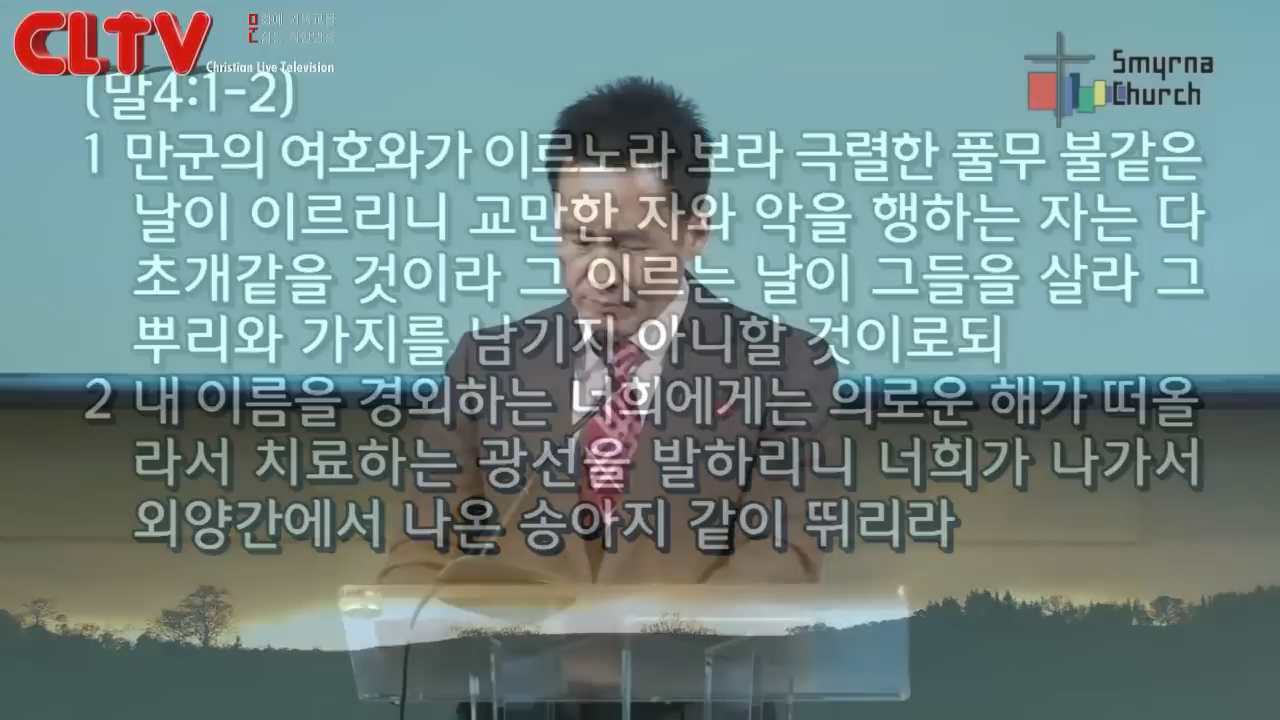 CLTV
Christian Live Television
Smyrna
Church
(말4:1-2)
1 만군의 여호와가 이르노라 보라 극렬한 풀무 불같은
날이 이르리니 교만한 자와 악을 행하는 자는 다
초개같을 것이라 그 이르는 날이 그들을 살라 그
뿌리와 가지를 남기지 아니할 것이로되
2 내 이름을 경외하는 너희에게는 의로운 해가 떠올
라서 치료하는 광선을 발하리니 너희가 나가서
외양간에서 나온 송아지 같이 뛰리라